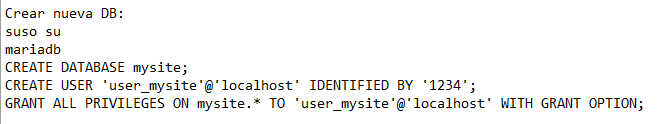 Crear nueva DB:
suso su
mariadb
CREATE DATABASE mysite;
CREATE USER 'user_mysite'@'localhost' IDENTIFIED BY '1234';
GRANT ALL PRIVILEGES ON mysite.* TO 'user_mysite'@'localhost' WITH GRANT OPTION;